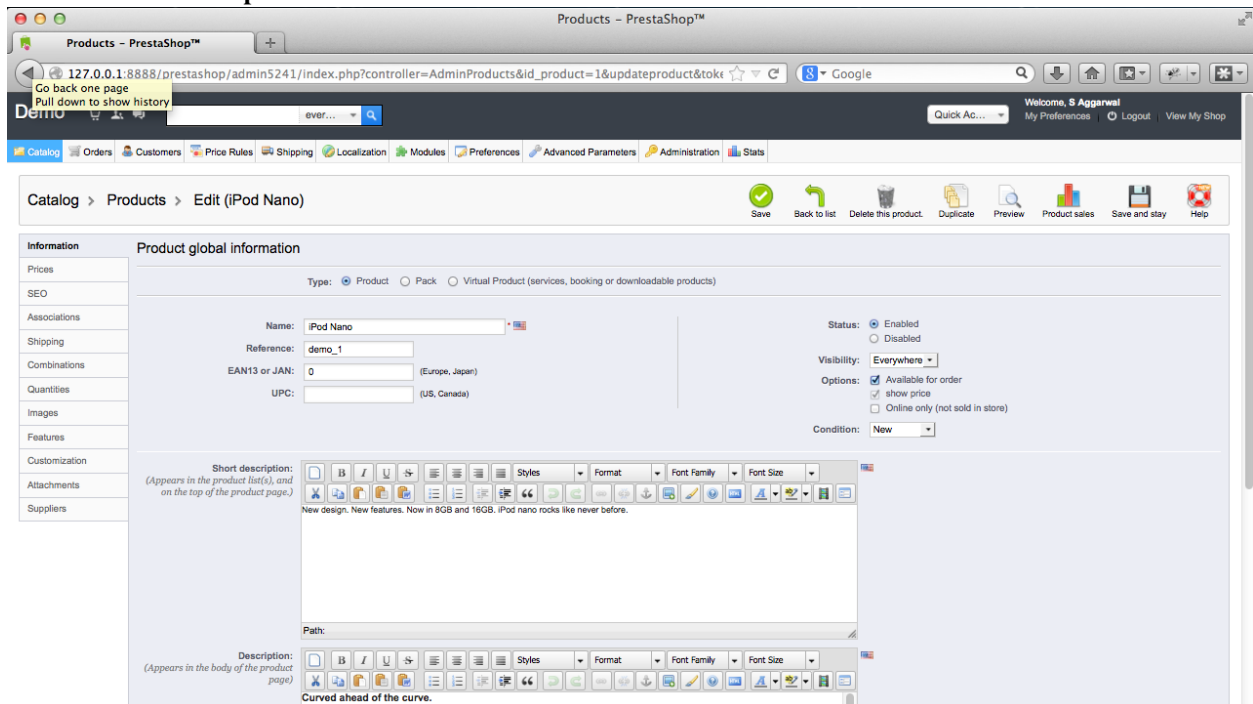 Products – PrestaShop™
Products – PrestaShop™
127.0.0.1:8888/prestashop/admin5241/index.php?controller=AdminProducts&id_product=1&updateproduct&toke
Google
Go back one page
Pull down to show history
Demo
ever...
Quick Ac...
Welcome, S Aggarwal
My Preferences Logout View My Shop
Catalog Orders Customers Price Rules Shipping Localization Modules Preferences Advanced Parameters Administration Stats
Catalog > Products > Edit (iPod Nano)
Save Back to list Delete this product. Duplicate Preview Product sales Save and stay Help
Information
Prices
SEO
Associations
Shipping
Combinations
Quantities
Images
Features
Customization
Attachments
Suppliers
Product global information
Type: Product Pack Virtual Product (services, booking or downloadable products)
Name: iPod Nano *
Reference: demo_1
EAN13 or JAN: 0 (Europe, Japan)
UPC: (US, Canada)
Status: Enabled
Disabled
Visibility: Everywhere
Options: Available for order
show price
Online only (not sold in store)
Condition: New
Short description:
(Appears in the product list(s), and
on the top of the product page.)
B I U S Styles Format Font Family Font Size
New design. New features. Now in 8GB and 16GB. iPod nano rocks like never before.
Path:
Description:
(Appears in the body of the product
page)
B I U S Styles Format Font Family Font Size
Curved ahead of the curve.